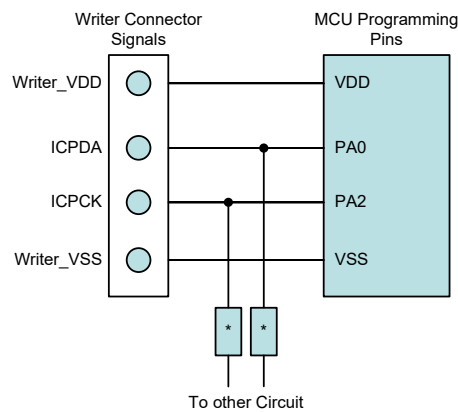 Writer Connector
Signals
MCU Programming
Pins
Writer_VDD
VDD
ICPDA
PA0
ICPCK
PA2
Writer_VSS
VSS
*
*
To other Circuit